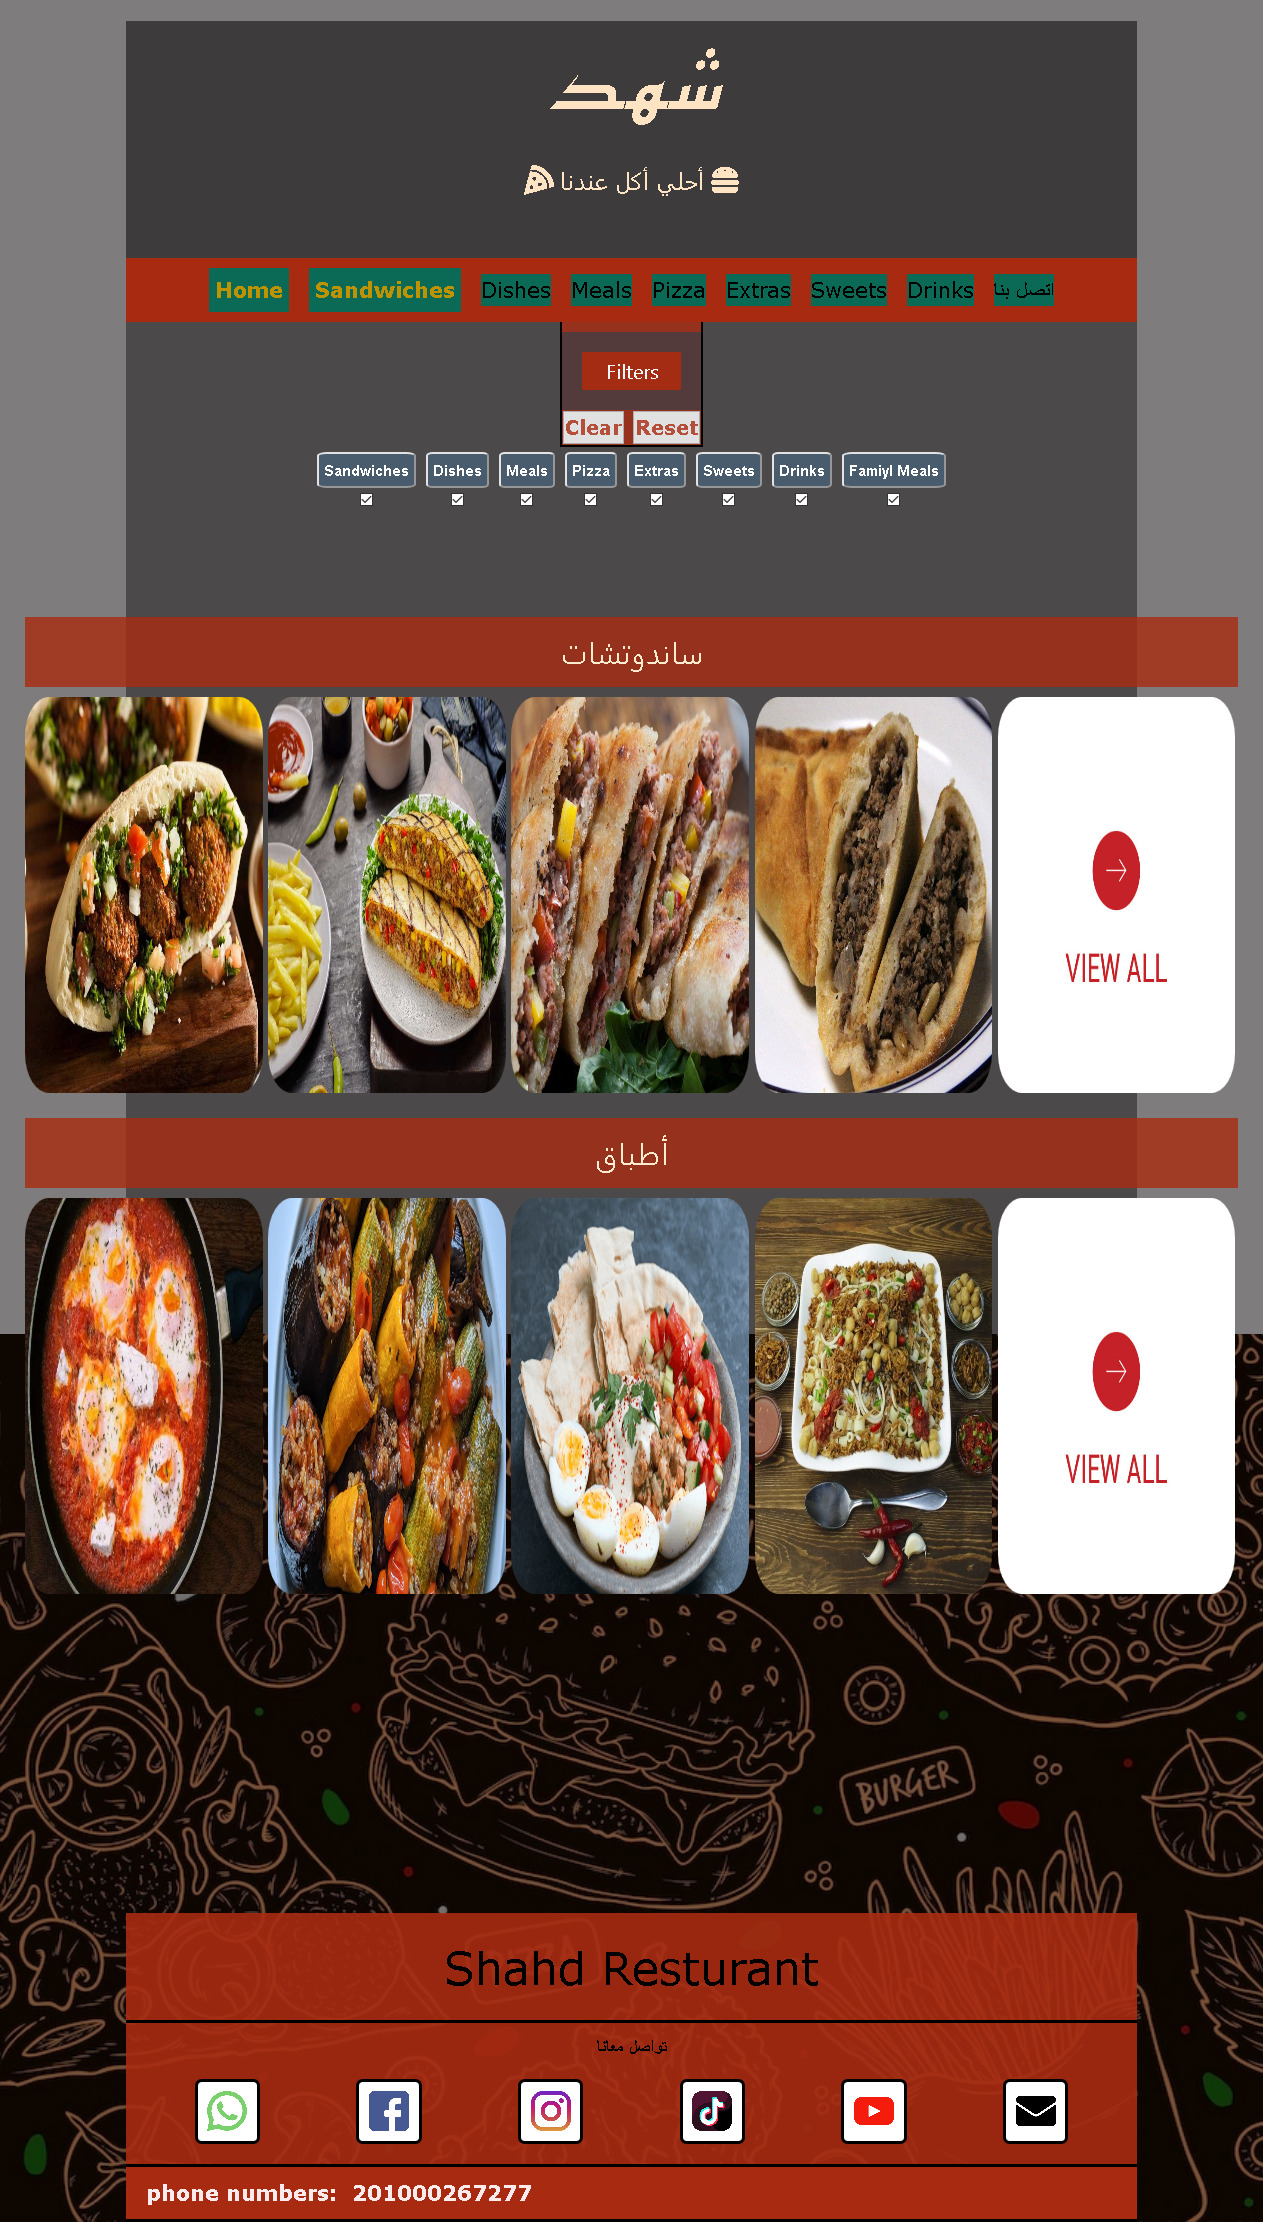 شهد
أحلي أكل عندنا
Home Sandwiches Dishes Meals Pizza Extras Sweets Drinks اتصل بنا
Filters
Clear Reset
Sandwiches Dishes Meals Pizza Extras Sweets Drinks Famiyl Meals
ساندوتشات
VIEW ALL
أطباق
VIEW ALL
BURGER
Shahd Resturant
تواصل معانا
phone numbers: 201000267277